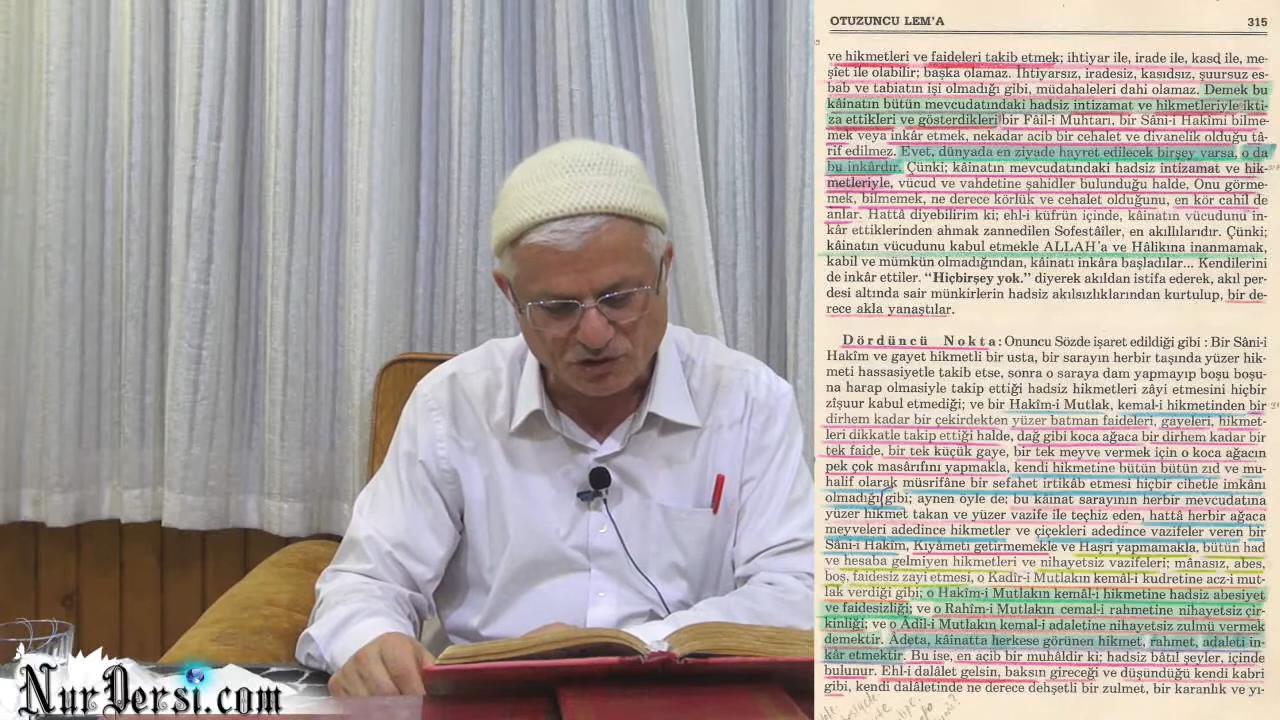 OTUZUNCU LEM'A 315
ve hikmetleri ve faideleri takib etmek; ihtiyar ile, irade ile, kasd ile, me-
şiet ile olabilir; başka olamaz. İhtiyarsız, iradesiz, kasıdsız, şuursuz es-
bab ve tabiatın işi olmadığı gibi, müdahaleleri dahi olamaz. Demek bu
kâinatın bütün mevcudatındaki hadsiz intizamat ve hikmetleriyle ikti-
za ettikleri ve gösterdikleri bir Fâil-i Muhtarı, bir Sâni-i Hakîmi bilme-
mek veya inkâr etmek, nekadar acib bir cehalet ve divanelik olduğu tâ-
rif edilmez. Evet, dünyada en ziyade hayret edilecek birşey varsa, o da
bu inkârdır. Çünki; kâinatın mevcudatındaki hadsiz intizamat ve hik-
metleriyle, vücud ve vahdetine şahidler bulunduğu halde, Onu görme-
mek, bilmemek, ne derece körlük ve cehalet olduğunu, en kör cahil de
anlar. Hattâ diyebilirim ki; ehl-i küfrün içinde, kâinatın vücudunu in-
kâr ettiklerinden ahmak zannedilen Sofestâiler, en akıllılarıdır. Çünki;
kâinatın vücudunu kabul etmekle ALLAH'a ve Hâlikına inanmamak,
kabil ve mümkün olmadığından, kâinatı inkâra başladılar... Kendilerini
de inkâr ettiler. "Hiçbirşey yok." diyerek akıldan istifa ederek, akıl per-
desi altında sair münkirlerin hadsiz akılsızlıklarından kurtulup, bir de-
rece akla yanaştılar.
Dördüncü Nokta: Onuncu Sözde işaret edildiği gibi : Bir Sâni-i
Hakîm ve gayet hikmetli bir usta, bir sarayın herbir taşında yüzer hik-
meti hassasiyetle takib etse, sonra o saraya dam yapmayıp boşu boşu-
na harap olmasiyle takip ettiği hadsiz hikmetleri zâyi etmesini hiçbir
zîşuur kabul etmediği; ve bir Hakîm-i Mutlak, kemal-i hikmetinden bir
dirhem kadar bir çekirdekten yüzer batman faideleri, gayeleri, hikmet-
leri dikkatle takip ettiği halde, dağ gibi koca ağaca bir dirhem kadar bir
tek faide, bir tek küçük gaye, bir tek meyve vermek için o koca ağacın
pek çok masârıfını yapmakla, kendi hikmetine bütün bütün zıd ve mu-
halif olarak müsrifâne bir sefahet irtikâb etmesi hiçbir cihetle imkânı
olmadığı gibi; aynen öyle de; bu kâinat sarayının herbir mevcudatına
yüzer hikmet takan ve yüzer vazife ile teçhiz eden, hattâ herbir ağaca
meyveleri adedince hikmetler ve çiçekleri adedince vazifeler veren bir
Sâni-i Hakîm, Kıyâmeti getirmemekle ve Haşri yapmamakla, bütün had
ve hesaba gelmiyen hikmetleri ve nihayetsiz vazifeleri; mânasız, abes,
boş, faidesiz zayi etmesi, o Kadîr-i Mutlakın kemâl-i kudretine acz-i mut-
lak verdiği gibi; o Hakîm-i Mutlakın kemâl-i hikmetine hadsiz abesiyet
ve faidesizliği; ve o Rahîm-i Mutlakın cemal-i rahmetine nihayetsiz çir-
kinliği; ve o Âdil-i Mutlakın kemal-i adaletine nihayetsiz zulmü vermek
demektir. Âdeta, kâinatta herkese görünen hikmet, rahmet, adaleti in-
kâr etmektir. Bu ise, en acib bir muhâldir ki; hadsiz bâtıl şeyler, içinde
bulunur. Ehl-i dalâlet gelsin, baksın gireceği ve düşündüğü kendi kabri
gibi, kendi dalâletinde ne derece dehşetli bir zulmet, bir karanlık ve yı-
NurDersi.com